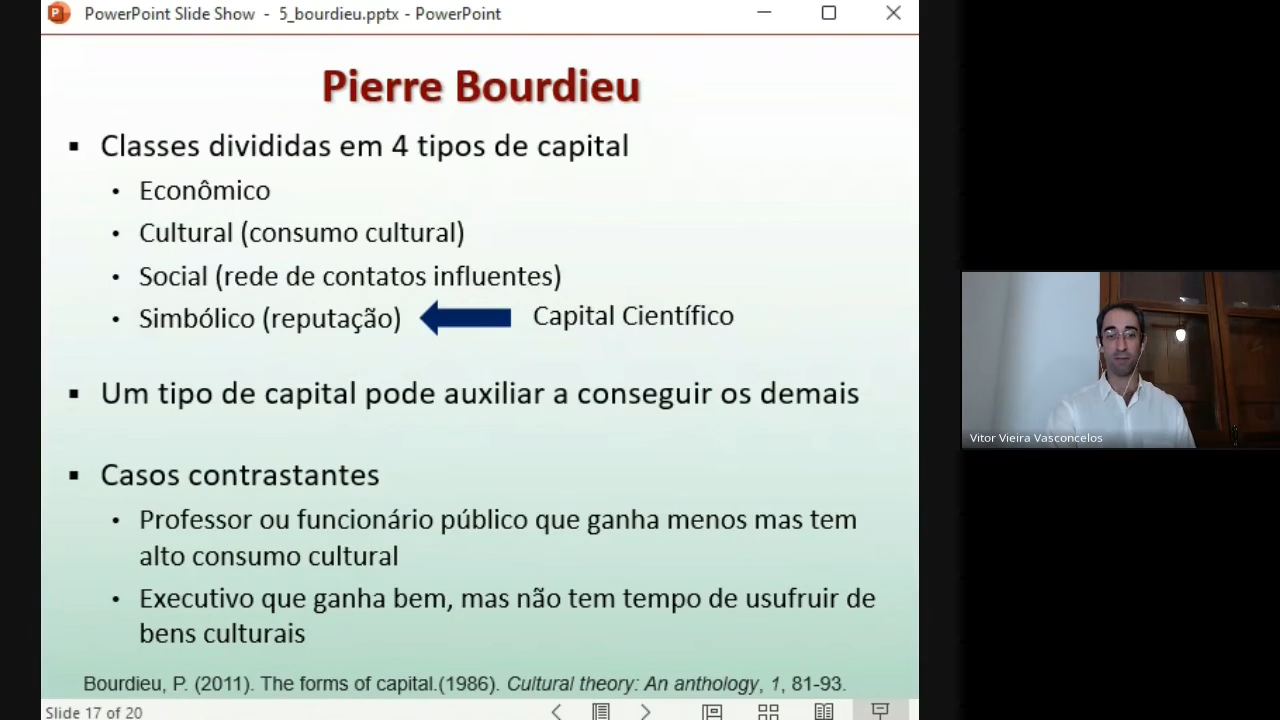 PowerPoint Slide Show - 5_bourdieu.pptx - PowerPoint
Pierre Bourdieu
▪ Classes divididas em 4 tipos de capital
• Econômico
• Cultural (consumo cultural)
• Social (rede de contatos influentes)
• Simbólico (reputação) Capital Científico
▪ Um tipo de capital pode auxiliar a conseguir os demais
▪ Casos contrastantes
• Professor ou funcionário público que ganha menos mas tem
alto consumo cultural
• Executivo que ganha bem, mas não tem tempo de usufruir de
bens culturais
Bourdieu, P. (2011). The forms of capital.(1986). Cultural theory: An anthology, 1, 81-93.
Slide 17 of 20
Vitor Vieira Vasconcelos